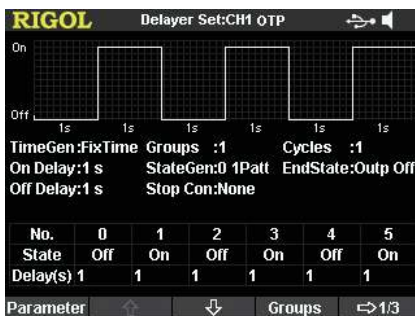 RIGOL Delayer Set:CH1 OTP
On
Off
1s 1s 1s 1s 1s 1s
TimeGen:FixTime Groups :1 Cycles :1
On Delay:1 s StateGen:0 1Patt EndState:Outp Off
Off Delay:1 s Stop Con:None
No. 0 1 2 3 4 5
State Off On Off On Off On
Delay(s) 1 1 1 1 1 1
Parameter Groups 1/3